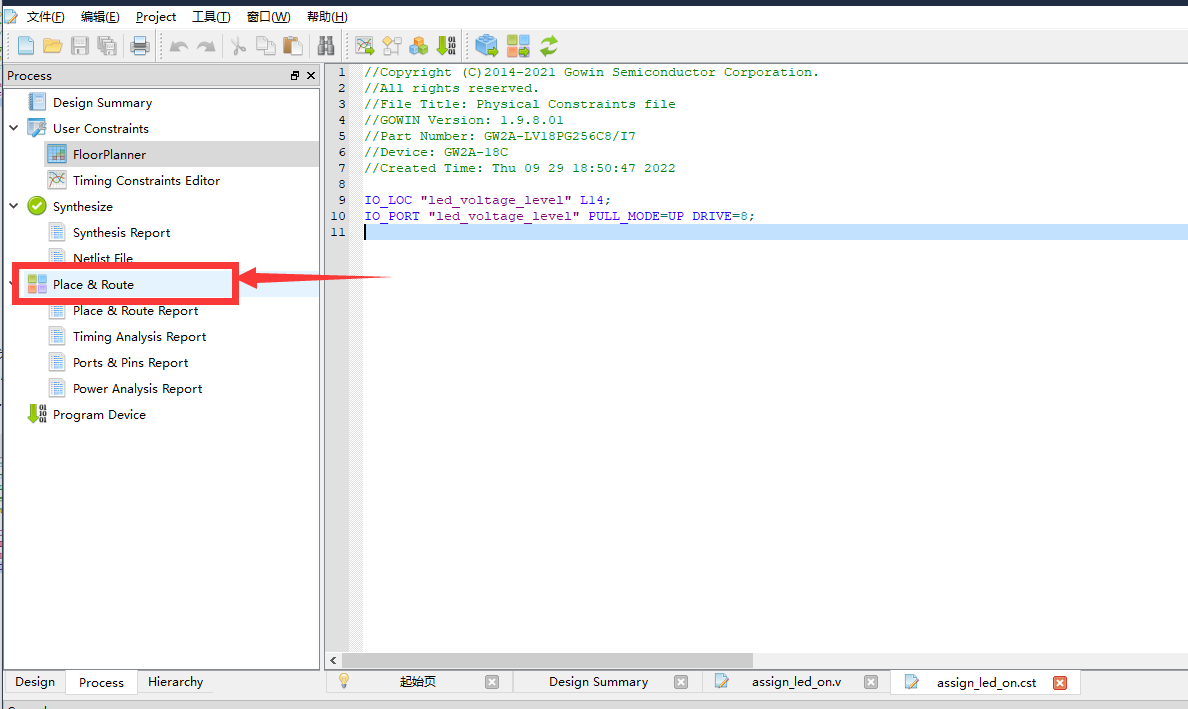 文件(F) 编辑(E) Project 工具(T) 窗口(W) 帮助(H)
Process
Design Summary
User Constraints
FloorPlanner
Timing Constraints Editor
Synthesize
Synthesis Report
Netlist File
Place & Route
Place & Route Report
Timing Analysis Report
Ports & Pins Report
Power Analysis Report
Program Device
Design Process Hierarchy
1 //Copyright (C)2014-2021 Gowin Semiconductor Corporation.
2 //All rights reserved.
3 //File Title: Physical Constraints file
4 //GOWIN Version: 1.9.8.01
5 //Part Number: GW2A-LV18PG256C8/I7
6 //Device: GW2A-18C
7 //Created Time: Thu 09 29 18:50:47 2022
8
9 IO_LOC "led_voltage_level" L14;
10 IO_PORT "led_voltage_level" PULL_MODE=UP DRIVE=8;
11
起始页 Design Summary assign_led_on.v assign_led_on.cst